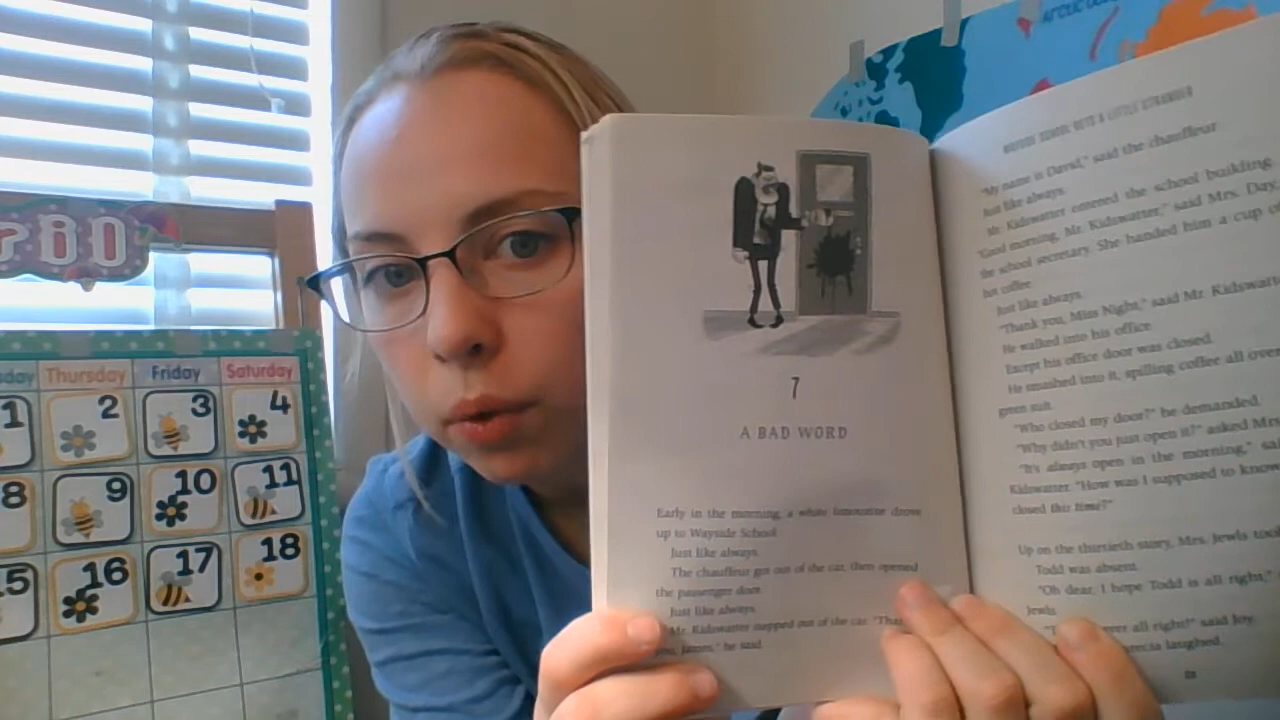 ARCTIC
Thursday Friday Saturday
1 2 3 4
8 9 10 11
15 16 17 18
7
A BAD WORD
Early in the morning, a white limousine drove
up to Wayside School.
Just like always.
The chauffeur got out of the car, then opened
the passenger door.
Just like always.
Mr. Kidswatter stepped out of the car.
James," he said.
WAYSIDE SCHOOL GETS A LITTLE STRANGER
"My name is David," said the chauffeur.
Just like always.
Mr. Kidswatter entered the school building.
"Good morning, Mr. Kidswatter," said Mrs. Day,
the school secretary. She handed him a cup of
hot coffee.
Just like always.
"Thank you, Miss Night," said Mr.
He walked into his office.
Except his office door was closed.
He smashed into it, spilling coffee all over
green suit.
"Who closed my door?" he demanded.
"Why didn't you just open it?" asked Mrs.
"It's always open in the morning,"
Kidswatter. "How was I supposed to know
closed this time?"
Up on the thirtieth story, Mrs. Jewls took
Todd was absent.
"Oh dear, I hope Todd is all right,"
Jewls.
all right!" said Joy.
laughed.